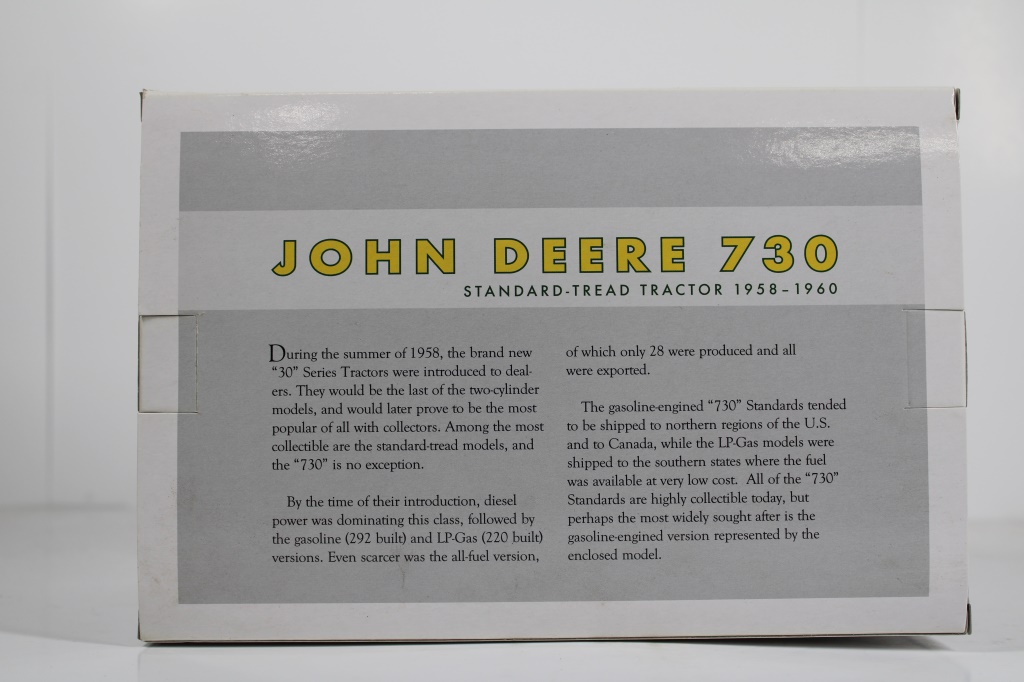 JOHN DEERE 730
STANDARD-TREAD TRACTOR 1958-1960
During the summer of 1958, the brand new
"30" Series Tractors were introduced to deal-
ers. They would be the last of the two-cylinder
models, and would later prove to be the most
popular of all with collectors. Among the most
collectible are the standard-tread models, and
the "730" is no exception.
By the time of their introduction, diesel
power was dominating this class, followed by
the gasoline (292 built) and LP-Gas (220 built)
versions. Even scarcer was the all-fuel version,
of which only 28 were produced and all
were exported.
The gasoline-engined "730" Standards tended
to be shipped to northern regions of the U.S.
and to Canada, while the LP-Gas models were
shipped to the southern states where the fuel
was available at very low cost. All of the "730"
Standards are highly collectible today, but
perhaps the most widely sought after is the
gasoline-engined version represented by the
enclosed model.